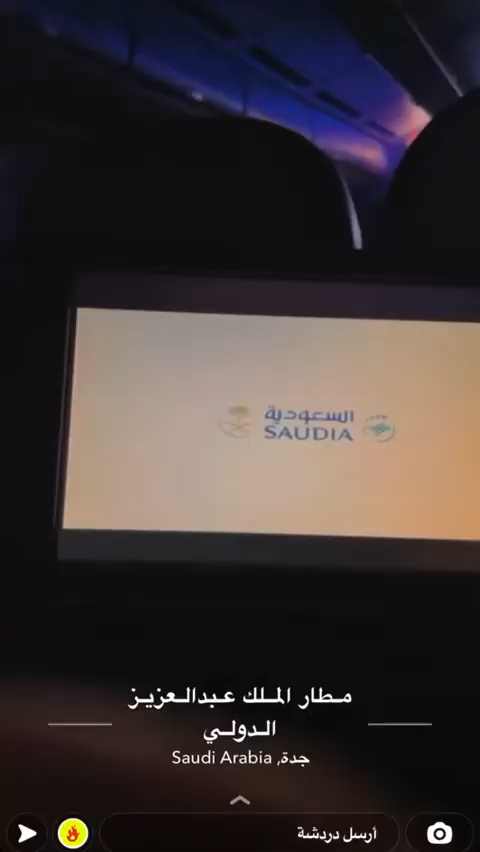 السعودية
SAUDIA
مطار الملك عبدالعزيز
الدولي
جدة, Saudi Arabia
أرسل دردشة